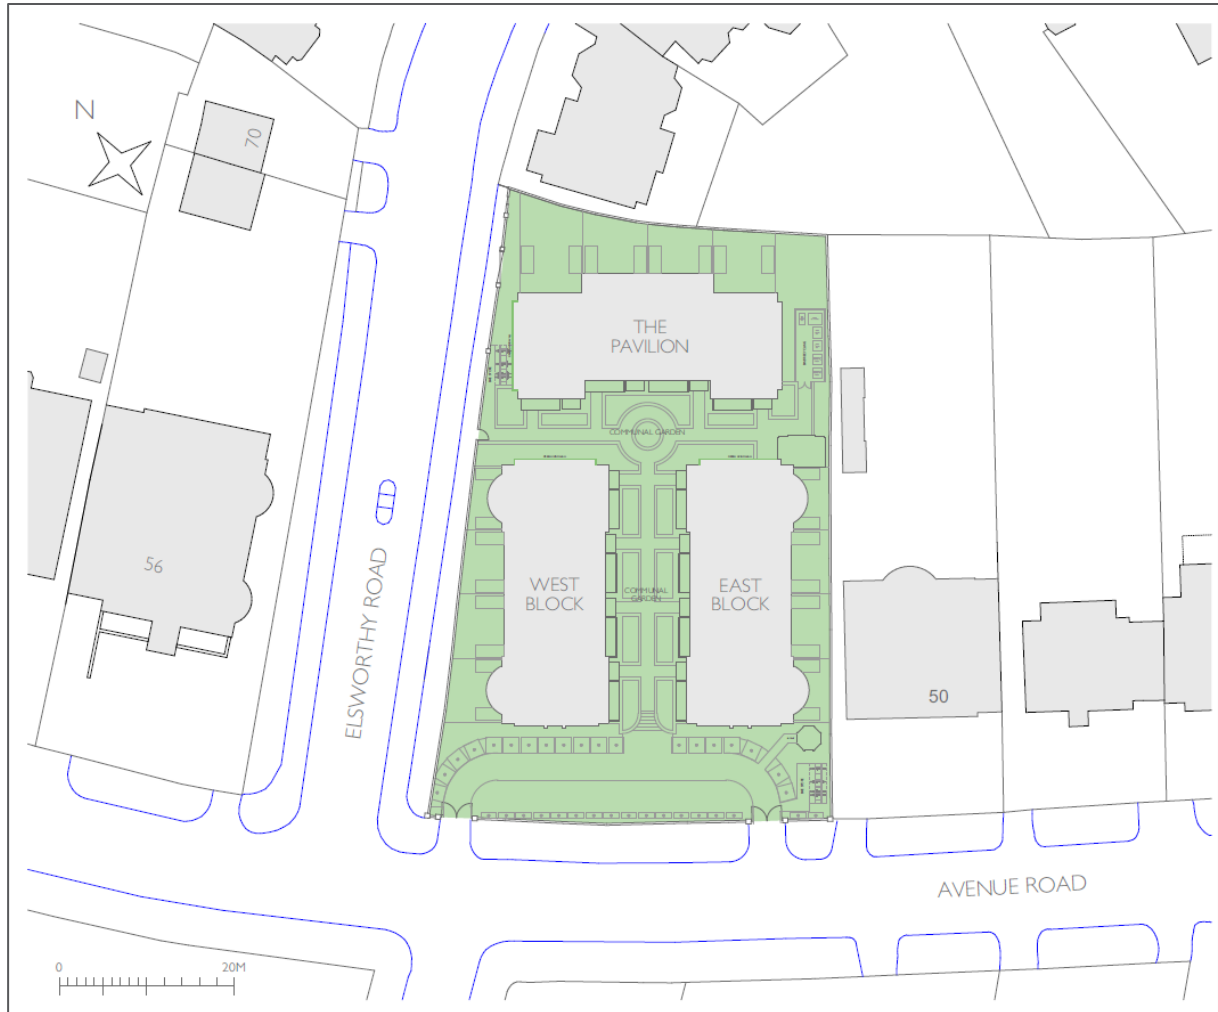 N
70
THE
PAVILION
COMMUNAL GARDEN
56
WEST
BLOCK
EAST
BLOCK
COMMUNAL
GARDEN
ELSWORTHY ROAD
50
AVENUE ROAD
0 20M